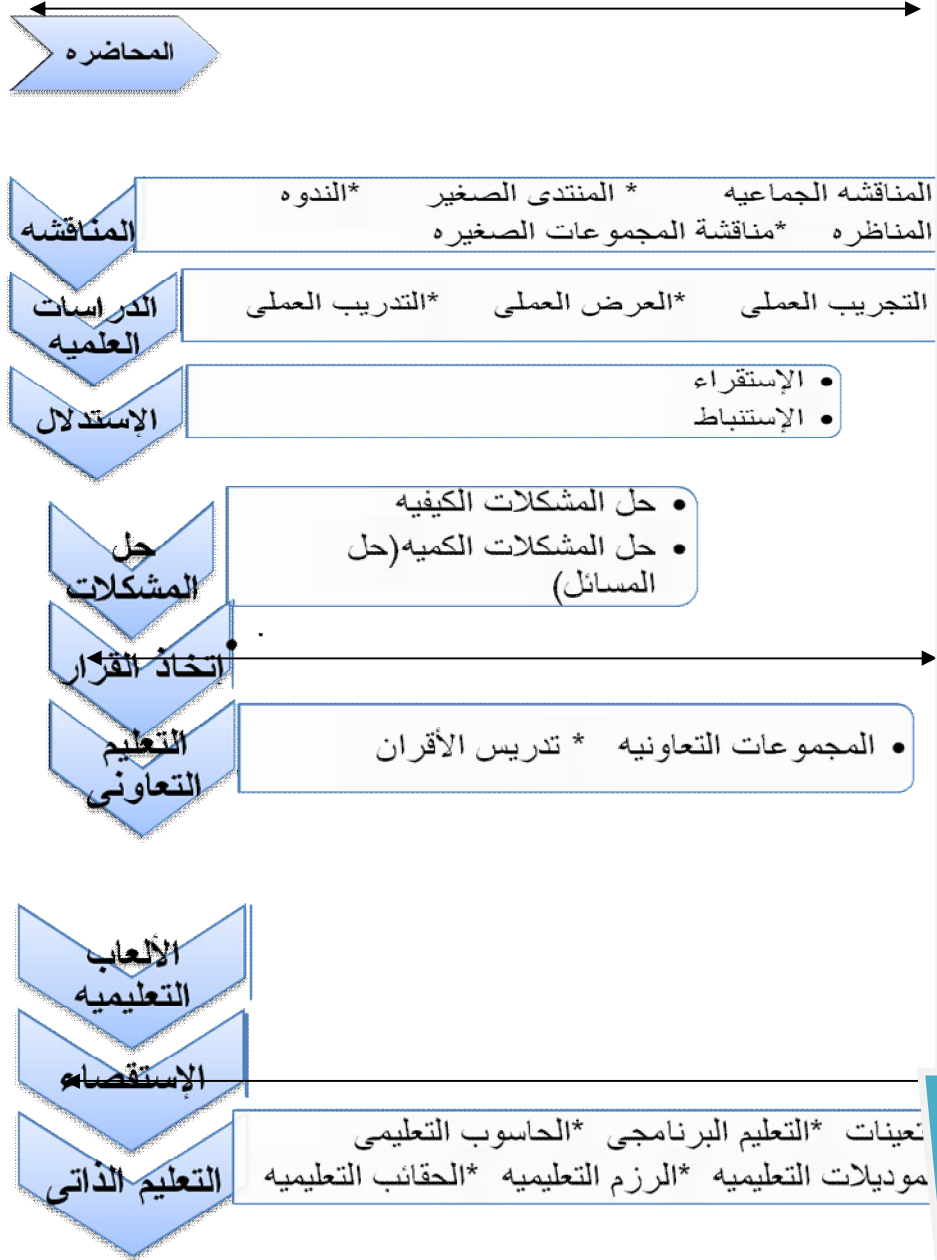 المحاضره
المناقشه
المناقشه الجماعيه * المنتدى الصغير *الندوه
المناظره *مناقشة المجموعات الصغيره
الدراسات
العلميه
التجريب العملى *العرض العملى *التدريب العملى
الإستدلال
• الإستقراء
• الإستنباط
حل
المشكلات
• حل المشكلات الكيفيه
• حل المشكلات الكميه(حل
المسائل)
إتخاذ القرار
• .
التعليم
التعاونى
• المجموعات التعاونيه * تدريس الأقران
الألعاب
التعليميه
الإستقصاء
التعليم الذاتى
تعينات *التعليم البرنامجى *الحاسوب التعليمى
موديلات التعليميه *الرزم التعليميه *الحقائب التعليميه